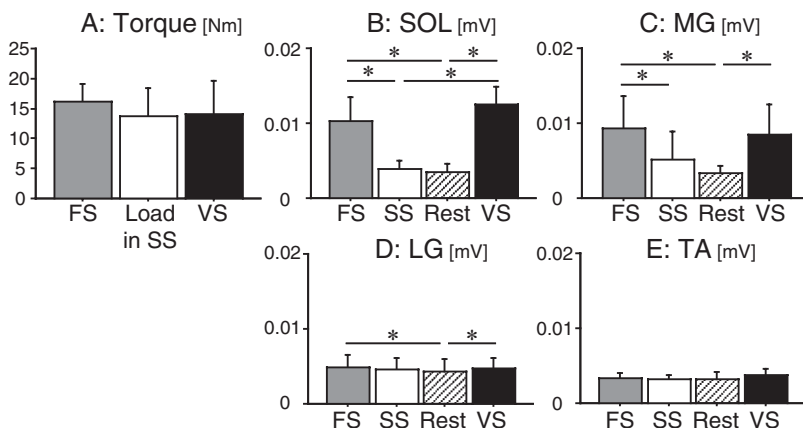 A: Torque [Nm]
25
20
15
10
5
0
FS Load VS
in SS
B: SOL [mV]
0.02
0.01
0
* *
* *
FS SS Rest VS
C: MG [mV]
0.02
0.01
0
* *
*
FS SS Rest VS
D: LG [mV]
0.02
0.01
0
* *
FS SS Rest VS
E: TA [mV]
0.02
0.01
0
FS SS Rest VS